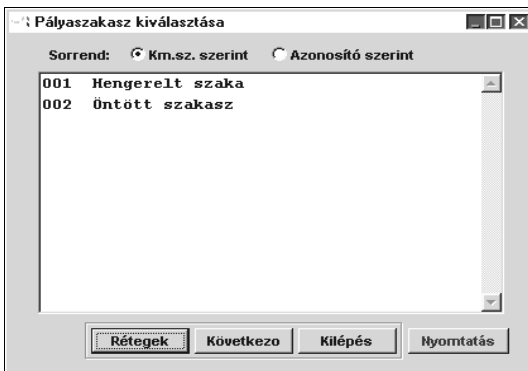 Pályaszakasz kiválasztása
Sorrend: Km.sz. szerint Azonosító szerint
001 Hengerelt szaka
002 Öntött szakasz
Rétegek Következo Kilépés Nyomtatás